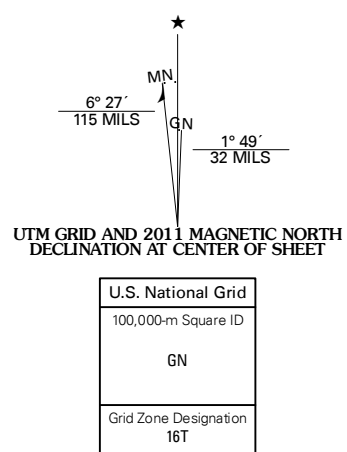 ★
MN.
GN
6° 27´
115 MILS
1° 49´
32 MILS
UTM GRID AND 2011 MAGNETIC NORTH
DECLINATION AT CENTER OF SHEET
U.S. National Grid
100,000-m Square ID
GN
Grid Zone Designation
16T